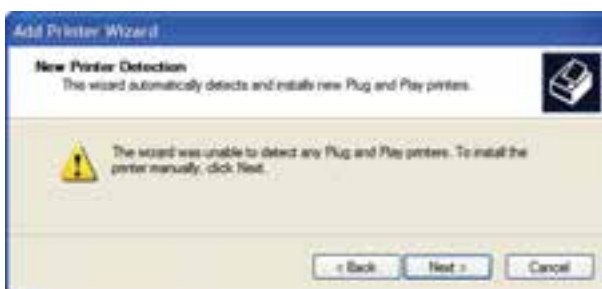 Add Printer Wizard
New Printer Detection
This wizard automatically detects and installs new Plug and Play printers.
The wizard was unable to detect any Plug and Play printers. To install the
printer manually, click Next.
< Back
Next >
Cancel